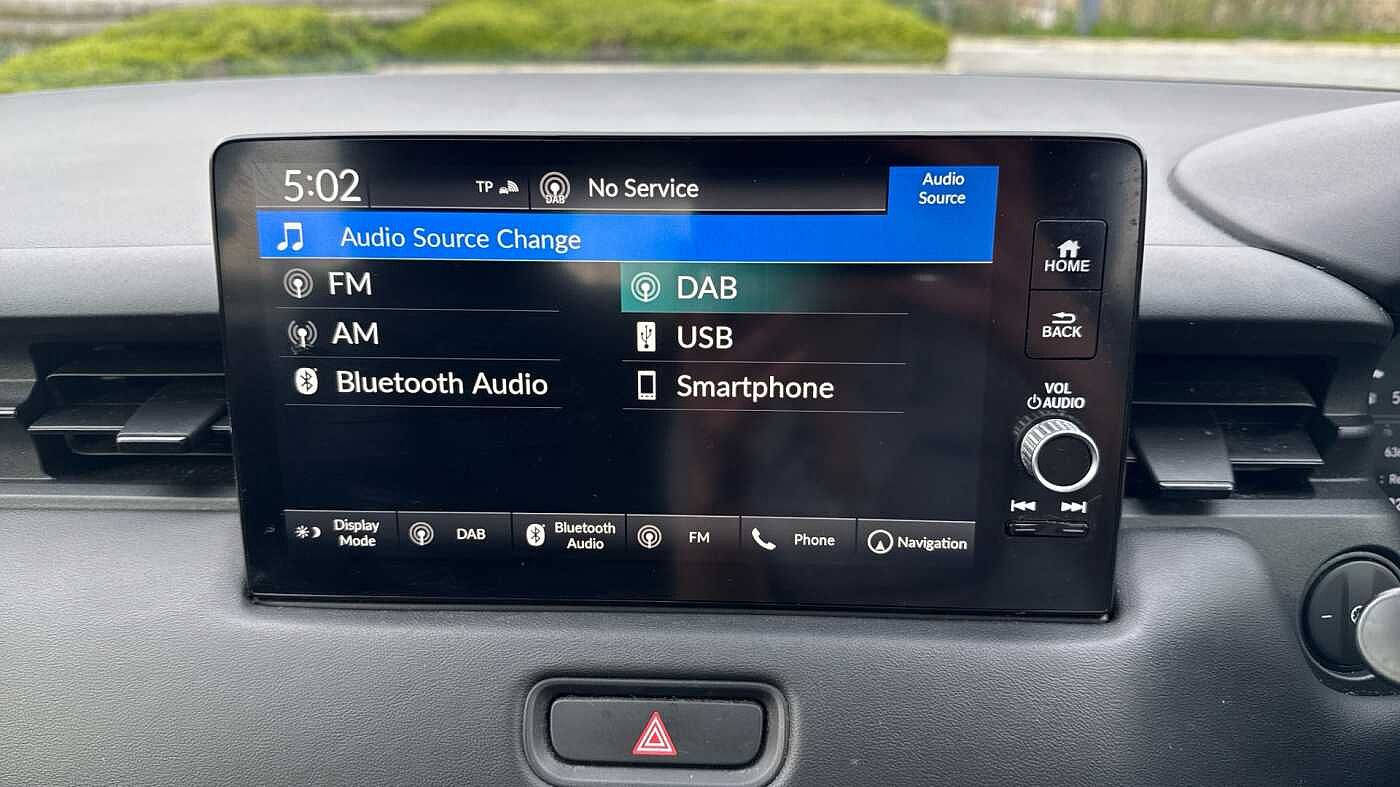 5:02
TP
DAB
No Service
Audio
Source
Audio Source Change
FM
DAB
AM
USB
Bluetooth Audio
Smartphone
Display
Mode
DAB
Bluetooth
Audio
FM
Phone
Navigation
HOME
BACK
VOL
AUDIO